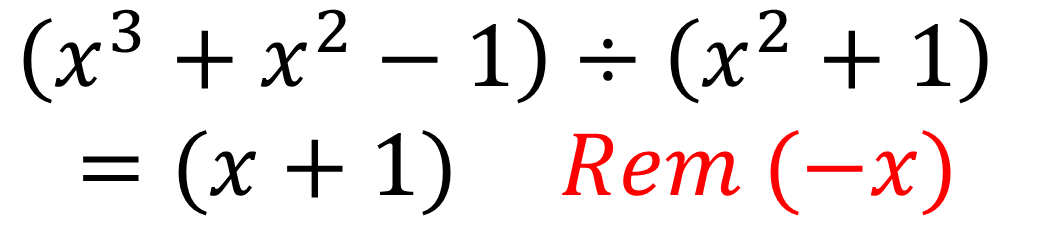 (x³ + x² − 1) ÷ (x² + 1)
= (x + 1) Rem (−x)